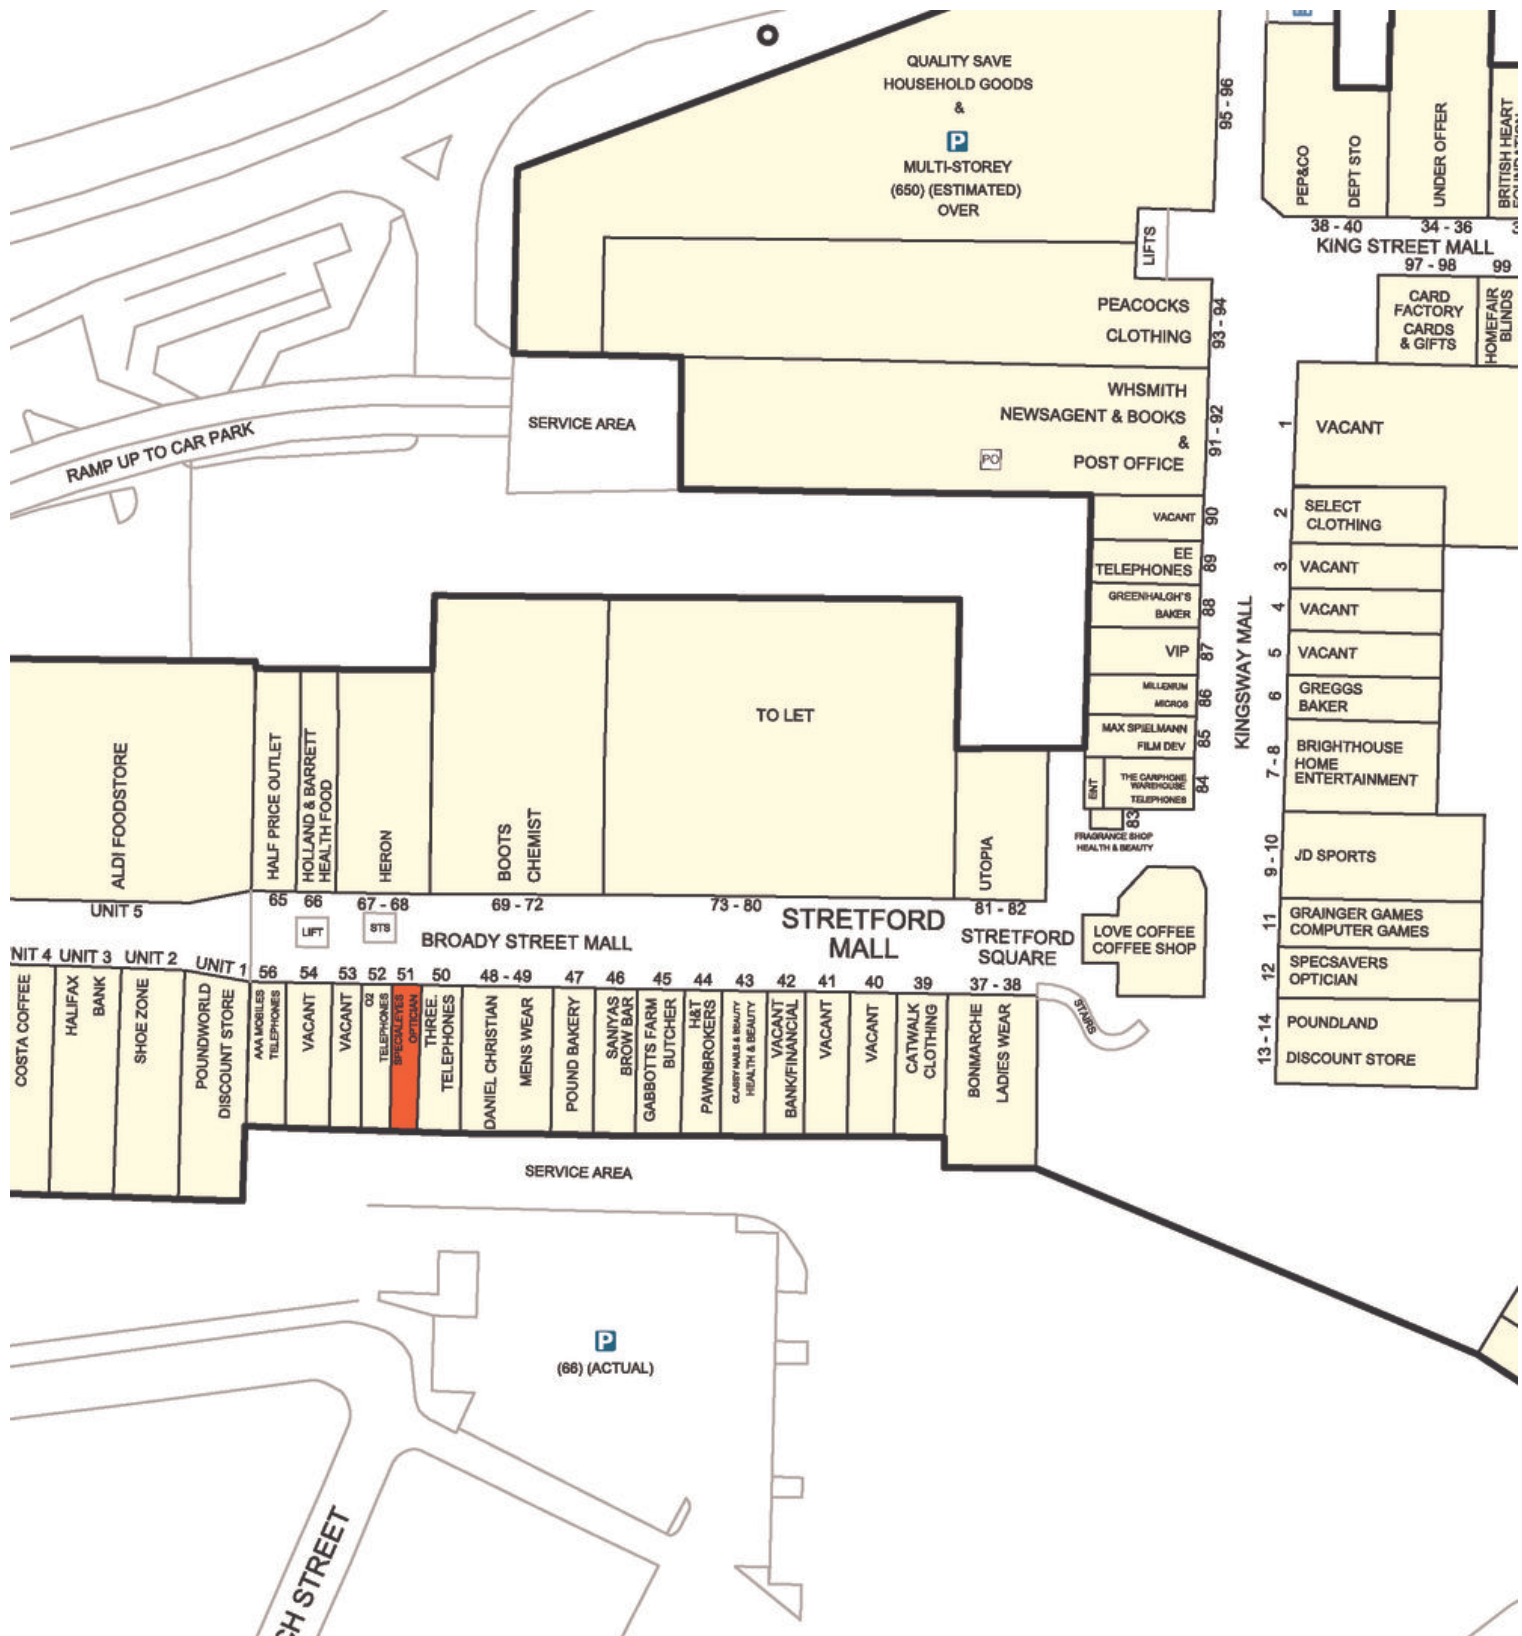 QUALITY SAVE
HOUSEHOLD GOODS
&
P
MULTI-STOREY
(650) (ESTIMATED)
OVER
95 - 96
LIFTS
PEP&CO
DEPT STO
UNDER OFFER
BRITISH HEART
38 - 40
34 - 36
KING STREET MALL
97 - 98
99
CARD
FACTORY
CARDS
& GIFTS
HOMEFAIR
BLINDS
PEACOCKS
CLOTHING
93 - 94
WHSMITH
NEWSAGENT & BOOKS
&
POST OFFICE
PO
91 - 92
SERVICE AREA
RAMP UP TO CAR PARK
1
VACANT
2
SELECT
CLOTHING
3
VACANT
4
VACANT
5
VACANT
6
GREGGS
BAKER
7 - 8
BRIGHTHOUSE
HOME
ENTERTAINMENT
9 - 10
JD SPORTS
11
GRAINGER GAMES
COMPUTER GAMES
12
SPECSAVERS
OPTICIAN
13 - 14
POUNDLAND
DISCOUNT STORE
KINGSWAY MALL
VACANT
90
EE
TELEPHONES
89
GREENHALGH'S
BAKER
88
VIP
87
MILLENIUM
MICROS
86
MAX SPIELMANN
FILM DEV
85
ENT
THE CARPHONE
WAREHOUSE
TELEPHONES
84
83
FRAGRANCE SHOP
HEALTH & BEAUTY
LOVE COFFEE
COFFEE SHOP
ALDI FOODSTORE
UNIT 5
HALF PRICE OUTLET
65
HOLLAND & BARRETT
HEALTH FOOD
66
HERON
67 - 68
BOOTS
CHEMIST
69 - 72
TO LET
73 - 80
UTOPIA
81 - 82
LIFT
STS
BROADY STREET MALL
STRETFORD
MALL
STRETFORD
SQUARE
STAIRS
NIT 4
UNIT 3
UNIT 2
UNIT 1
56
54
53
52
51
50
48 - 49
47
46
45
44
43
42
41
40
39
37 - 38
COSTA COFFEE
HALIFAX
BANK
SHOE ZONE
POUNDWORLD
DISCOUNT STORE
AAA MOBILES
TELEPHONES
VACANT
VACANT
O2
TELEPHONES
SPECIALEYES
OPTICIAN
THREE
TELEPHONES
DANIEL CHRISTIAN
MENS WEAR
POUND BAKERY
SANIYAS
BROW BAR
GABBOTTS FARM
BUTCHER
H&T
PAWNBROKERS
CLASSY NAILS & BEAUTY
HEALTH & BEAUTY
VACANT
BANK/FINANCIAL
VACANT
VACANT
CATWALK
CLOTHING
BONMARCHE
LADIES WEAR
SERVICE AREA
P
(66) (ACTUAL)
CH STREET